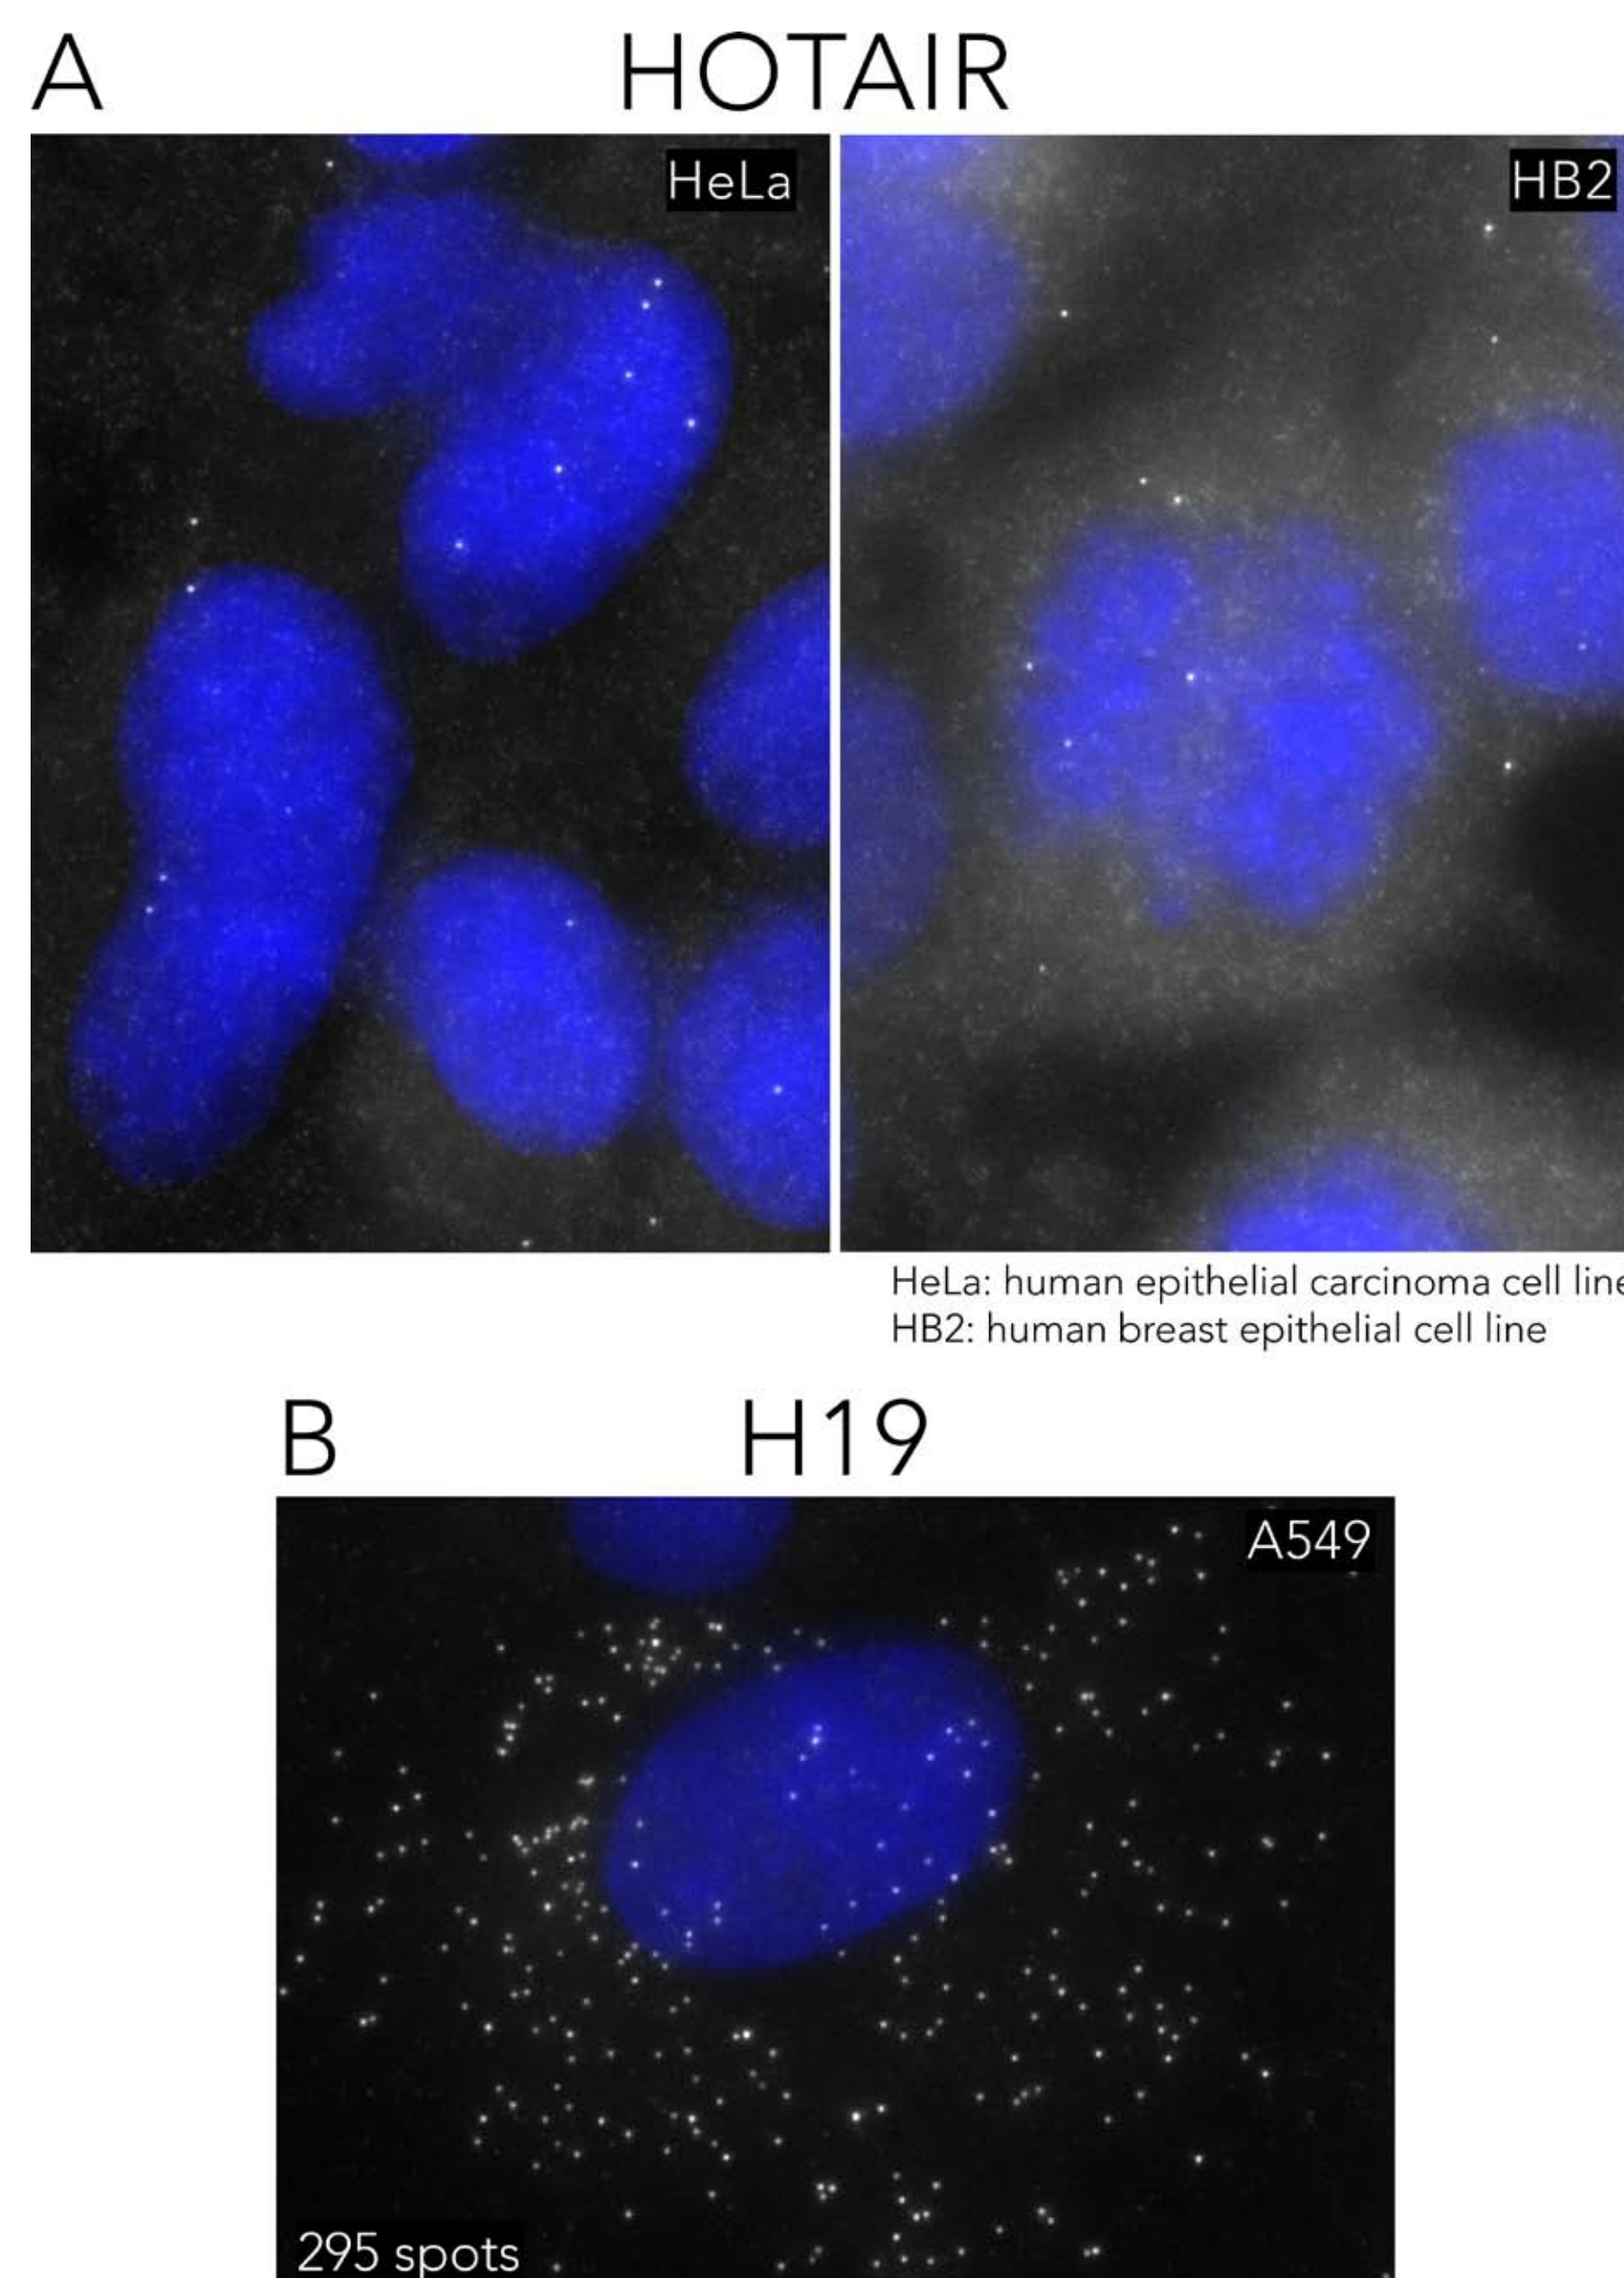 A
HOTAIR
HeLa
HB2
HeLa: human epithelial carcinoma cell line
HB2: human breast epithelial cell line
B
H19
A549
295 spots